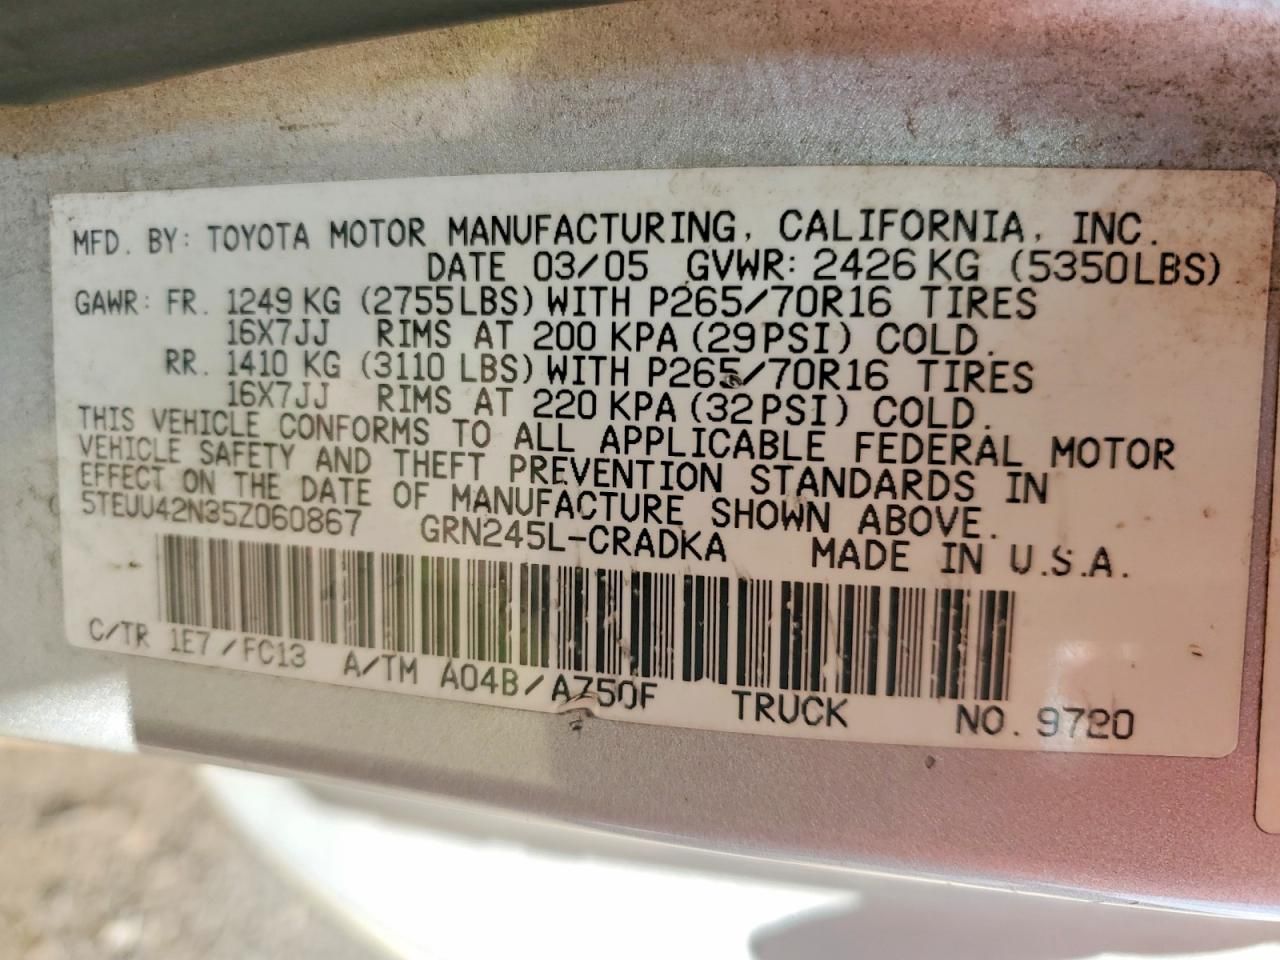 MFD. BY: TOYOTA MOTOR MANUFACTURING, CALIFORNIA, INC.
DATE 03/05 GVWR: 2426 KG (5350LBS)
GAWR: FR. 1249 KG (2755LBS) WITH P265/70R16 TIRES
16X7JJ RIMS AT 200 KPA (29PSI) COLD.
RR. 1410 KG (3110 LBS) WITH P265/70R16 TIRES
16X7JJ RIMS AT 220 KPA (32PSI) COLD.
THIS VEHICLE CONFORMS TO ALL APPLICABLE FEDERAL MOTOR
VEHICLE SAFETY AND THEFT PREVENTION STANDARDS IN
EFFECT ON THE DATE OF MANUFACTURE SHOWN ABOVE.
5TEUU42N35Z060867 GRN245L-CRADKA MADE IN U.S.A.
C/TR 1E7/FC13 A/TM A04B/A750F TRUCK NO. 9720